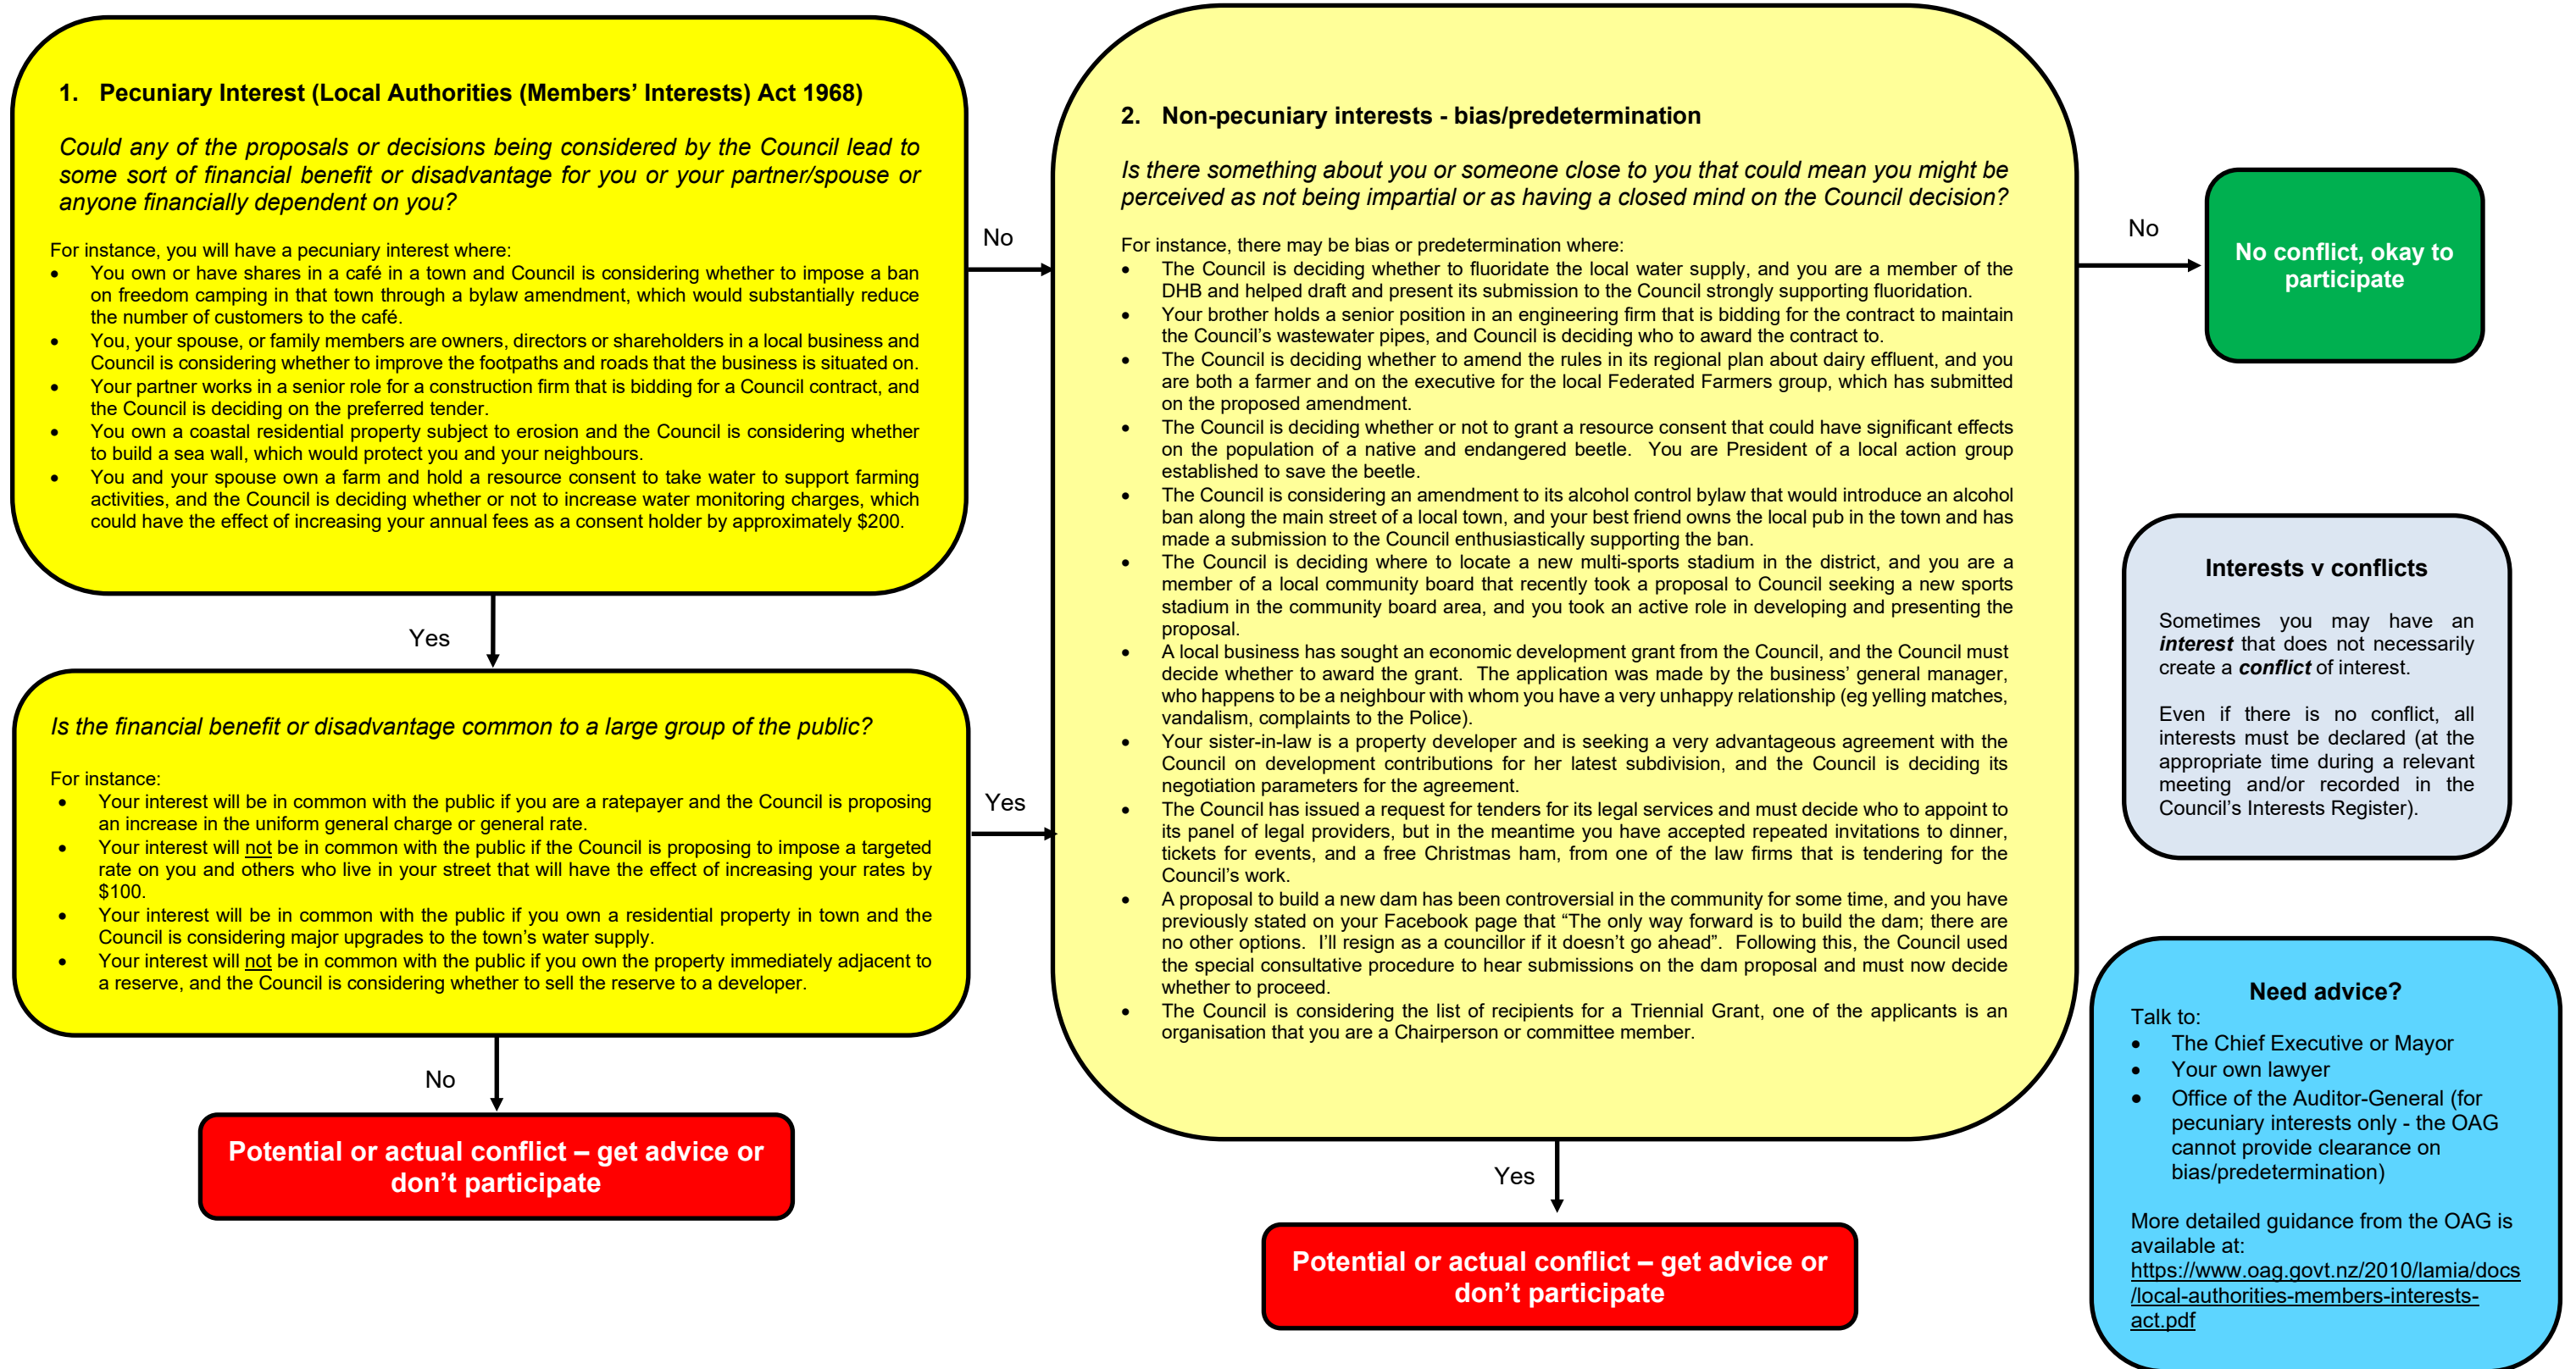 1. Pecuniary Interest (Local Authorities (Members’ Interests) Act 1968)
Could any of the proposals or decisions being considered by the Council lead to
some sort of financial benefit or disadvantage for you or your partner/spouse or
anyone financially dependent on you?
For instance, you will have a pecuniary interest where:
• You own or have shares in a café in a town and Council is considering whether to impose a ban
on freedom camping in that town through a bylaw amendment, which would substantially reduce
the number of customers to the café.
• You, your spouse, or family members are owners, directors or shareholders in a local business and
Council is considering whether to improve the footpaths and roads that the business is situated on.
• Your partner works in a senior role for a construction firm that is bidding for a Council contract, and
the Council is deciding on the preferred tender.
• You own a coastal residential property subject to erosion and the Council is considering whether
to build a sea wall, which would protect you and your neighbours.
• You and your spouse own a farm and hold a resource consent to take water to support farming
activities, and the Council is deciding whether or not to increase water monitoring charges, which
could have the effect of increasing your annual fees as a consent holder by approximately $200.
No
Yes
Is the financial benefit or disadvantage common to a large group of the public?
For instance:
• Your interest will be in common with the public if you are a ratepayer and the Council is proposing
an increase in the uniform general charge or general rate.
• Your interest will not be in common with the public if the Council is proposing to impose a targeted
rate on you and others who live in your street that will have the effect of increasing your rates by
$100.
• Your interest will be in common with the public if you own a residential property in town and the
Council is considering major upgrades to the town’s water supply.
• Your interest will not be in common with the public if you own the property immediately adjacent to
a reserve, and the Council is considering whether to sell the reserve to a developer.
Yes
No
Potential or actual conflict – get advice or
don’t participate
2. Non-pecuniary interests - bias/predetermination
Is there something about you or someone close to you that could mean you might be
perceived as not being impartial or as having a closed mind on the Council decision?
For instance, there may be bias or predetermination where:
• The Council is deciding whether to fluoridate the local water supply, and you are a member of the
DHB and helped draft and present its submission to the Council strongly supporting fluoridation.
• Your brother holds a senior position in an engineering firm that is bidding for the contract to maintain
the Council’s wastewater pipes, and Council is deciding who to award the contract to.
• The Council is deciding whether to amend the rules in its regional plan about dairy effluent, and you
are both a farmer and on the executive for the local Federated Farmers group, which has submitted
on the proposed amendment.
• The Council is deciding whether or not to grant a resource consent that could have significant effects
on the population of a native and endangered beetle. You are President of a local action group
established to save the beetle.
• The Council is considering an amendment to its alcohol control bylaw that would introduce an alcohol
ban along the main street of a local town, and your best friend owns the local pub in the town and has
made a submission to the Council enthusiastically supporting the ban.
• The Council is deciding where to locate a new multi-sports stadium in the district, and you are a
member of a local community board that recently took a proposal to Council seeking a new sports
stadium in the community board area, and you took an active role in developing and presenting the
proposal.
• A local business has sought an economic development grant from the Council, and the Council must
decide whether to award the grant. The application was made by the business’ general manager,
who happens to be a neighbour with whom you have a very unhappy relationship (eg yelling matches,
vandalism, complaints to the Police).
• Your sister-in-law is a property developer and is seeking a very advantageous agreement with the
Council on development contributions for her latest subdivision, and the Council is deciding its
negotiation parameters for the agreement.
• The Council has issued a request for tenders for its legal services and must decide who to appoint to
its panel of legal providers, but in the meantime you have accepted repeated invitations to dinner,
tickets for events, and a free Christmas ham, from one of the law firms that is tendering for the
Council’s work.
• A proposal to build a new dam has been controversial in the community for some time, and you have
previously stated on your Facebook page that “The only way forward is to build the dam; there are
no other options. I’ll resign as a councillor if it doesn’t go ahead”. Following this, the Council used
the special consultative procedure to hear submissions on the dam proposal and must now decide
whether to proceed.
• The Council is considering the list of recipients for a Triennial Grant, one of the applicants is an
organisation that you are a Chairperson or committee member.
Yes
Potential or actual conflict – get advice or
don’t participate
No
No conflict, okay to
participate
Interests v conflicts
Sometimes you may have an
interest that does not necessarily
create a conflict of interest.
Even if there is no conflict, all
interests must be declared (at the
appropriate time during a relevant
meeting and/or recorded in the
Council’s Interests Register).
Need advice?
Talk to:
• The Chief Executive or Mayor
• Your own lawyer
• Office of the Auditor-General (for
pecuniary interests only - the OAG
cannot provide clearance on
bias/predetermination)
More detailed guidance from the OAG is
available at:
https://www.oag.govt.nz/2010/lamia/docs
/local-authorities-members-interests-
act.pdf